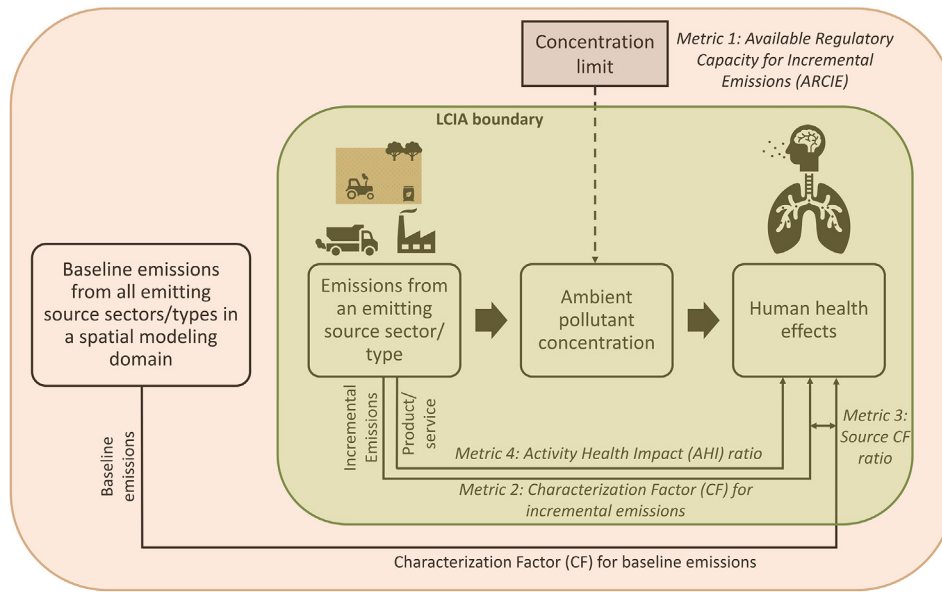 Concentration
limit
Metric 1: Available Regulatory
Capacity for Incremental
Emissions (ARCIE)
LCIA boundary
Baseline emissions
from all emitting
source sectors/types in
a spatial modeling
domain
Emissions from
an emitting
source sector/
type
Ambient
pollutant
concentration
Human health
effects
Incremental
Emissions
Product/
service
Baseline
emissions
Metric 4: Activity Health Impact (AHI) ratio
Metric 2: Characterization Factor (CF) for
incremental emissions
Metric 3:
Source CF
ratio
Characterization Factor (CF) for baseline emissions